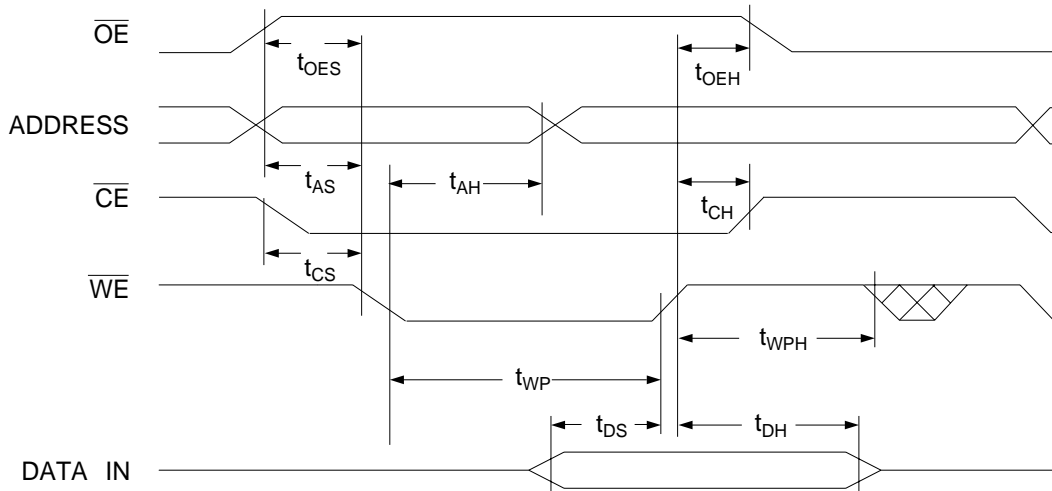 OE
tOES
tOEH
ADDRESS
tAS
tAH
CE
tCH
tCS
WE
tWPH
tWP
tDS
tDH
DATA IN